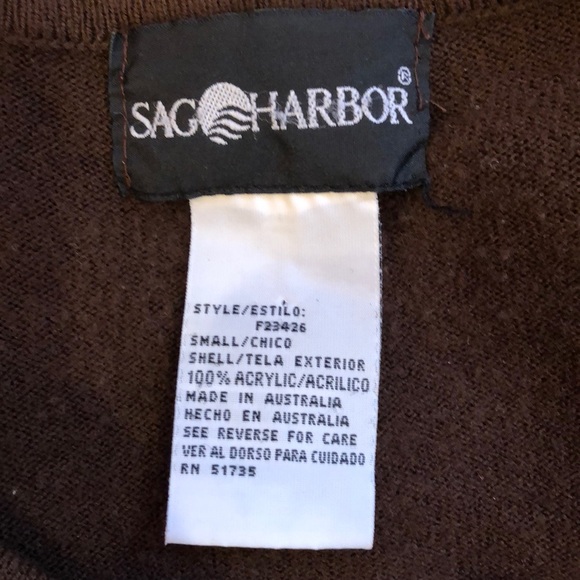 SAG HARBOR®
STYLE/ESTILO:
F23426
SMALL/CHICO
SHELL/TELA EXTERIOR
100% ACRYLIC/ACRILICO
MADE IN AUSTRALIA
HECHO EN AUSTRALIA
SEE REVERSE FOR CARE
VER AL DORSO PARA CUIDADO
RN 51735